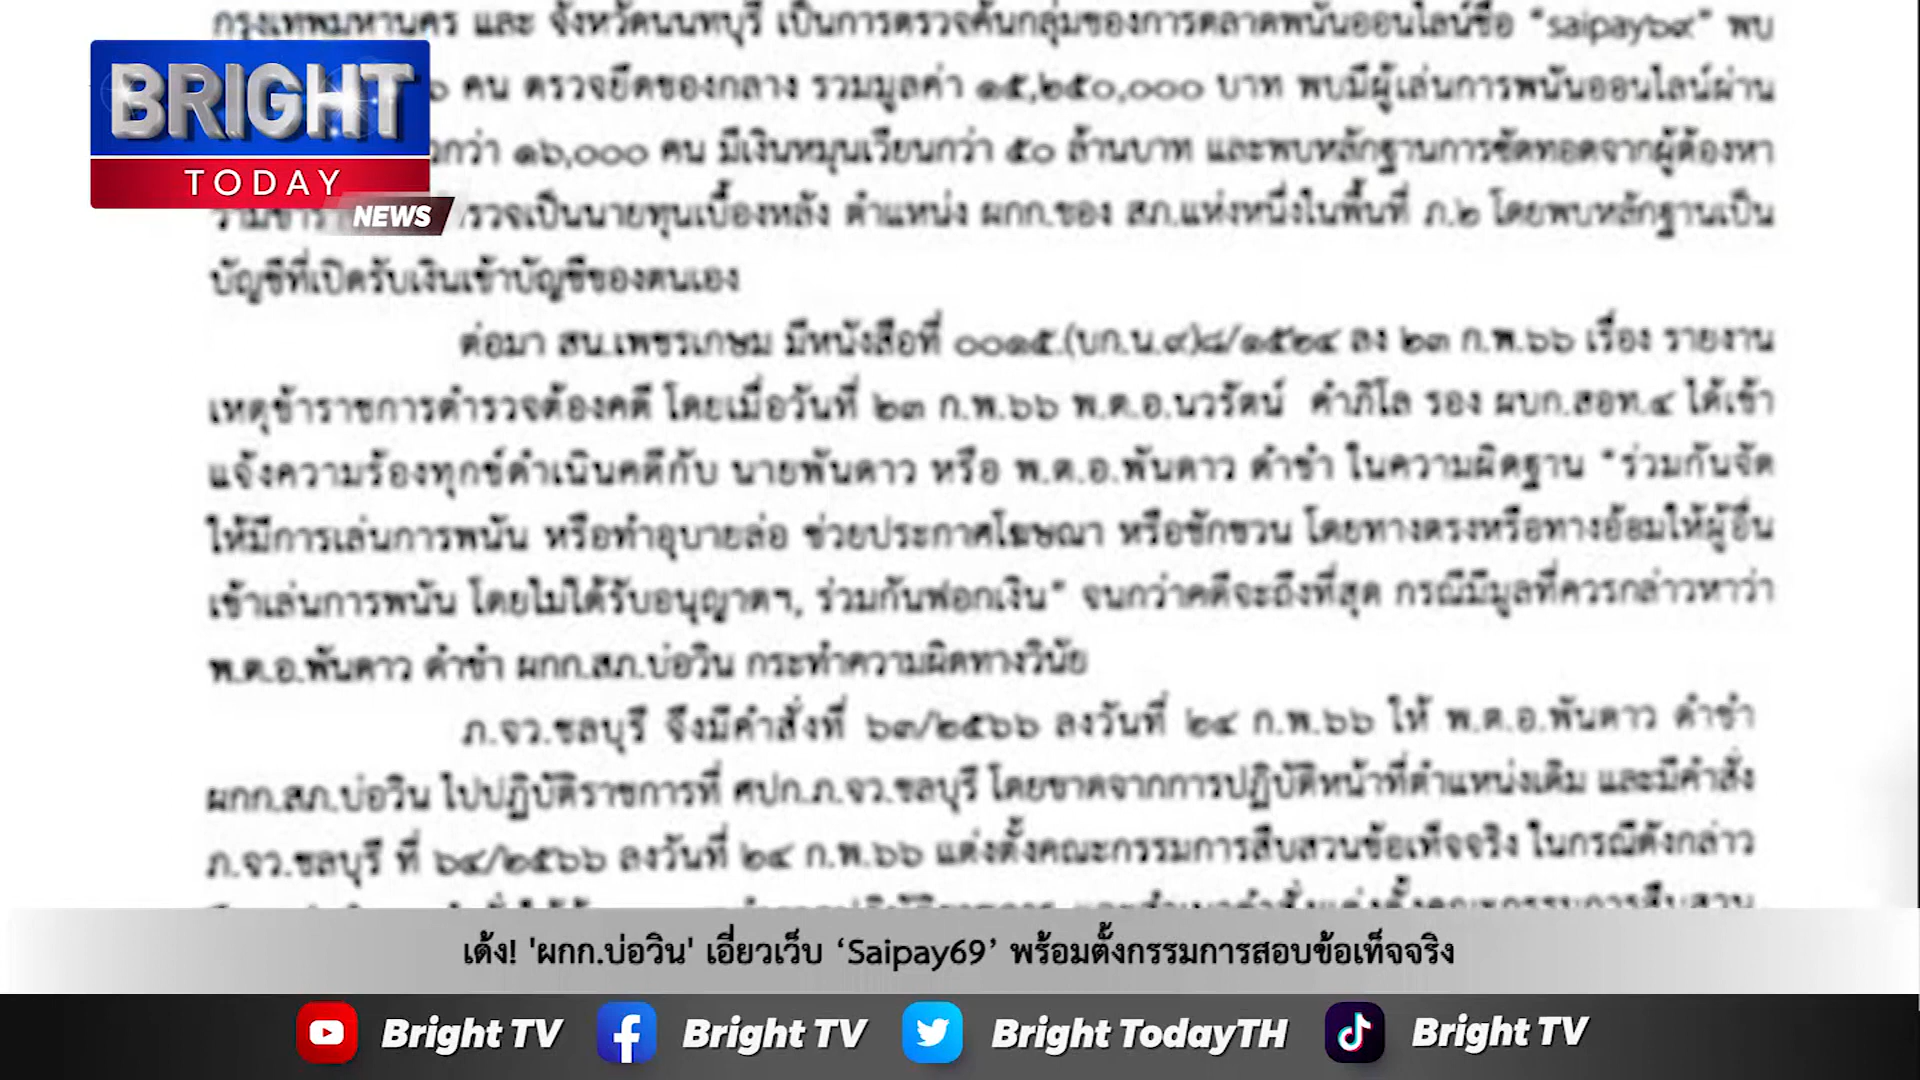 กรุงเทพมหานคร และ จังหวัดนนทบุรี เป็นการตรวจค้นกลุ่มของการตลาดพนันออนไลน์ชื่อ “saipay๖๙” พบ
BRIGHT
TODAY
NEWS
คน ตรวจยึดของกลาง รวมมูลค่า ๑๕,๒๕๐,๐๐๐ บาท พบมีผู้เล่นการพนันออนไลน์ผ่าน
กว่า ๑๖,๐๐๐ คน มีเงินหมุนเวียนกว่า ๕๐ ล้านบาท และพบหลักฐานการซัดทอดจากผู้ต้องหา
เป็นนายทุนเบื้องหลัง ตำแหน่ง ผกก.ของ สภ.แห่งหนึ่งในพื้นที่ ภ.๒ โดยพบหลักฐานเป็น
บัญชีที่เปิดรับเงินเข้าบัญชีของตนเอง
ต่อมา สน.เพชรเกษม มีหนังสือที่ ๐๐๑๕.(บก.น.๙)๘/๑๕๒๔ ลง ๒๓ ก.พ.๖๖ เรื่อง รายงาน
เหตุข้าราชการตำรวจต้องคดี โดยเมื่อวันที่ ๒๓ ก.พ.๖๖ พ.ต.อ.นวรัตน์ คำภิโล รอง ผบก.สอท.๔ ได้เข้า
แจ้งความร้องทุกข์ดำเนินคดีกับ นายพันดาว หรือ พ.ต.อ.พันดาว ดำขำ ในความผิดฐาน “ร่วมกันจัด
ให้มีการเล่นการพนัน หรือทำอุบายล่อ ช่วยประกาศโฆษณา หรือชักชวน โดยทางตรงหรือทางอ้อมให้ผู้อื่น
เข้าเล่นการพนัน โดยไม่ได้รับอนุญาตฯ, ร่วมกันฟอกเงิน” จนกว่าคดีจะถึงที่สุด กรณีมีมูลที่ควรกล่าวหาว่า
พ.ต.อ.พันดาว ดำขำ ผกก.สภ.บ่อวิน กระทำความผิดทางวินัย
ภ.จว.ชลบุรี จึงมีคำสั่งที่ ๖๓/๒๕๖๖ ลงวันที่ ๒๔ ก.พ.๖๖ ให้ พ.ต.อ.พันดาว ดำขำ
ผกก.สภ.บ่อวิน ไปปฏิบัติราชการที่ ศปก.ภ.จว.ชลบุรี โดยขาดจากการปฏิบัติหน้าที่ตำแหน่งเดิม และมีคำสั่ง
ภ.จว.ชลบุรี ที่ ๖๔/๒๕๖๖ ลงวันที่ ๒๔ ก.พ.๖๖ แต่งตั้งคณะกรรมการสืบสวนข้อเท็จจริง ในกรณีดังกล่าว
เด้ง! 'ผกก.บ่อวิน' เอี่ยวเว็บ ‘Saipay69’ พร้อมตั้งกรรมการสอบข้อเท็จจริง
Bright TV Bright TV Bright TodayTH Bright TV